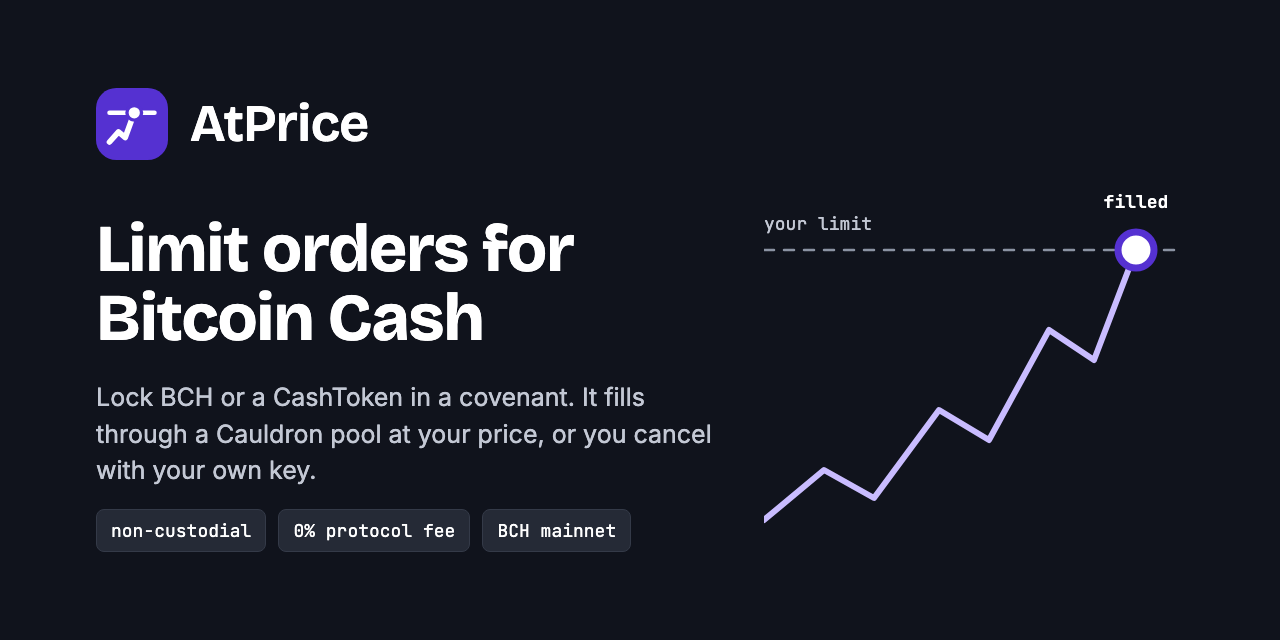 AtPrice
Limit orders for
Bitcoin Cash
Lock BCH or a CashToken in a covenant. It fills
through a Cauldron pool at your price, or you cancel
with your own key.
non-custodial
0% protocol fee
BCH mainnet
your limit
filled